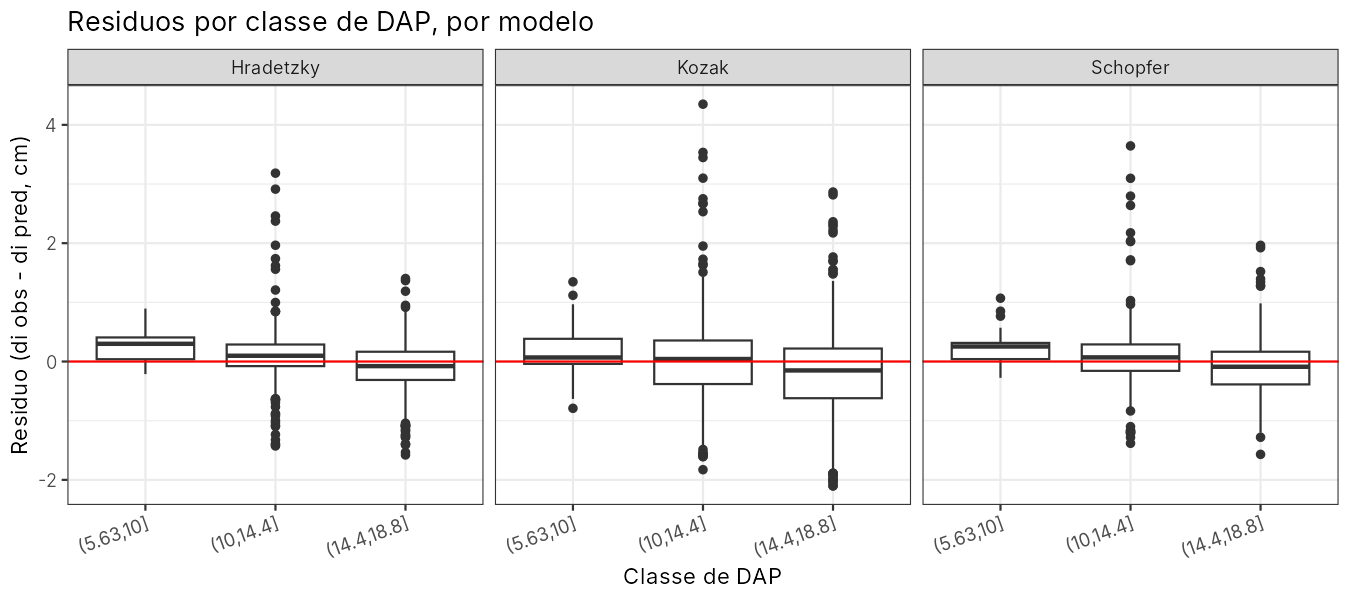 Residuos por classe de DAP, por modelo
Hradetzky
Kozak
Schopfer
Residuo (di obs - di pred, cm)
4
2
0
-2
(5.63,10]
(10,14.4]
(14.4,18.8]
(5.63,10]
(10,14.4]
(14.4,18.8]
(5.63,10]
(10,14.4]
(14.4,18.8]
Classe de DAP